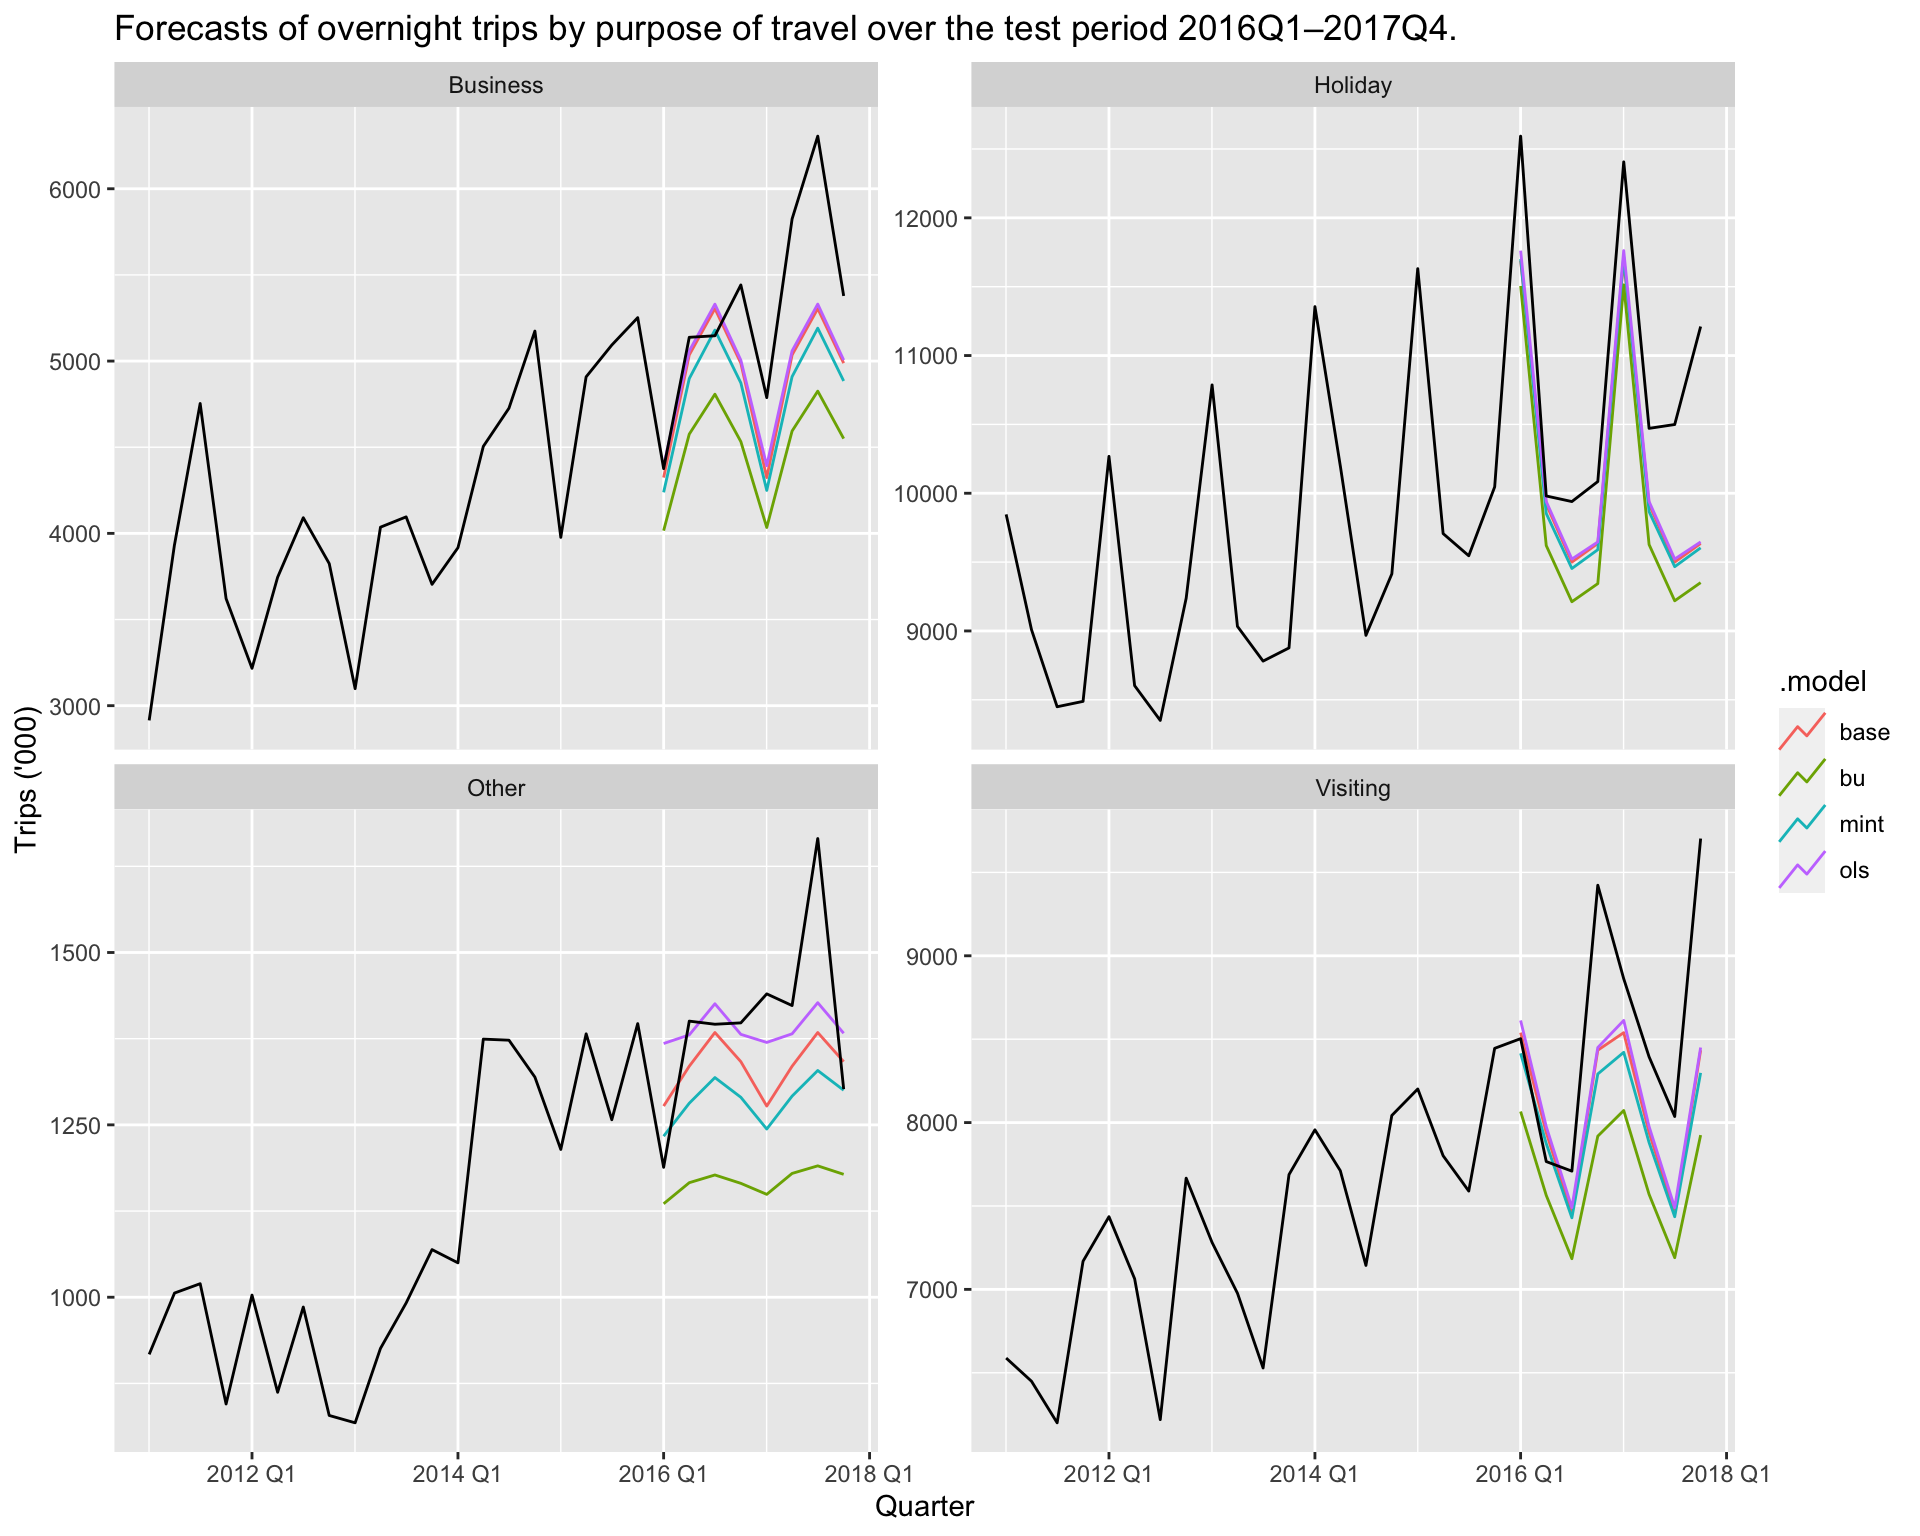 Forecasts of overnight trips by purpose of travel over the test period 2016Q1–2017Q4.
Business
Holiday
6000
5000
4000
3000
12000
11000
10000
9000
Other
Visiting
1500
1250
1000
9000
8000
7000
2012 Q1
2014 Q1
2016 Q1
2018 Q1
2012 Q1
2014 Q1
2016 Q1
2018 Q1
Quarter
Trips ('000)
.model
base
bu
mint
ols